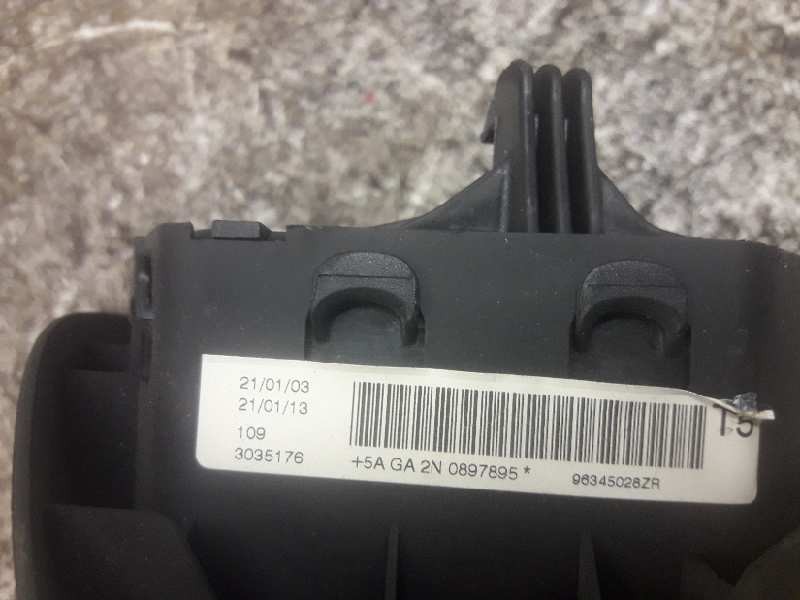 21/01/03
21/01/13
109
3035176
+5A GA 2N 0897895 *
96345028ZR
T5